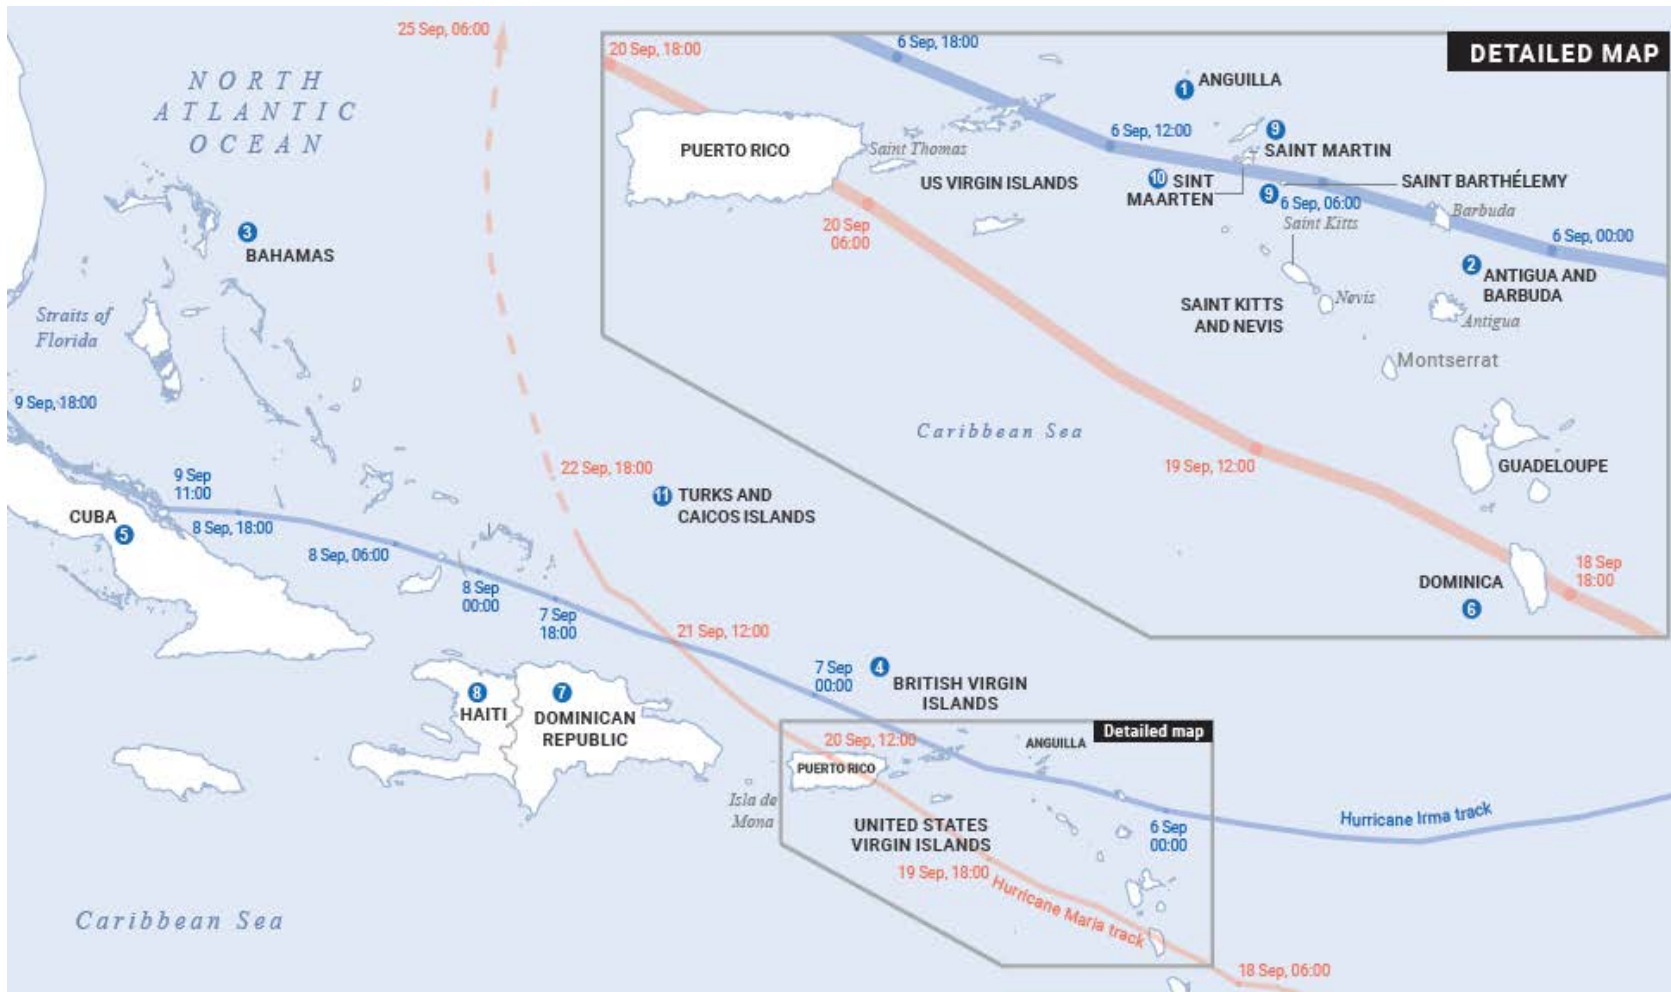 25 Sep, 06:00
NORTH
ATLANTIC
OCEAN
3
BAHAMAS
Straits of
Florida
9 Sep, 18:00
9 Sep
11:00
CUBA
5
8 Sep, 18:00
8 Sep, 06:00
8 Sep
00:00
7 Sep
18:00
22 Sep, 18:00
11 TURKS AND
CAICOS ISLANDS
21 Sep, 12:00
8
HAITI
7
DOMINICAN
REPUBLIC
7 Sep
00:00
4
BRITISH VIRGIN
ISLANDS
Detailed map
20 Sep, 12:00
ANGUILLA
PUERTO RICO
Isla de
Mona
UNITED STATES
VIRGIN ISLANDS
6 Sep
00:00
19 Sep, 18:00
Hurricane Maria track
Hurricane Irma track
18 Sep, 06:00
Caribbean Sea
DETAILED MAP
20 Sep, 18:00
6 Sep, 18:00
1
ANGUILLA
PUERTO RICO
Saint Thomas
US VIRGIN ISLANDS
6 Sep, 12:00
9
SAINT MARTIN
10 SINT
MAARTEN
9
SAINT BARTHÉLEMY
6 Sep, 06:00
Saint Kitts
Barbuda
6 Sep, 00:00
20 Sep
06:00
2
ANTIGUA AND
BARBUDA
SAINT KITTS
AND NEVIS
Nevis
Antigua
Montserrat
Caribbean Sea
19 Sep, 12:00
GUADELOUPE
DOMINICA
6
18 Sep
18:00